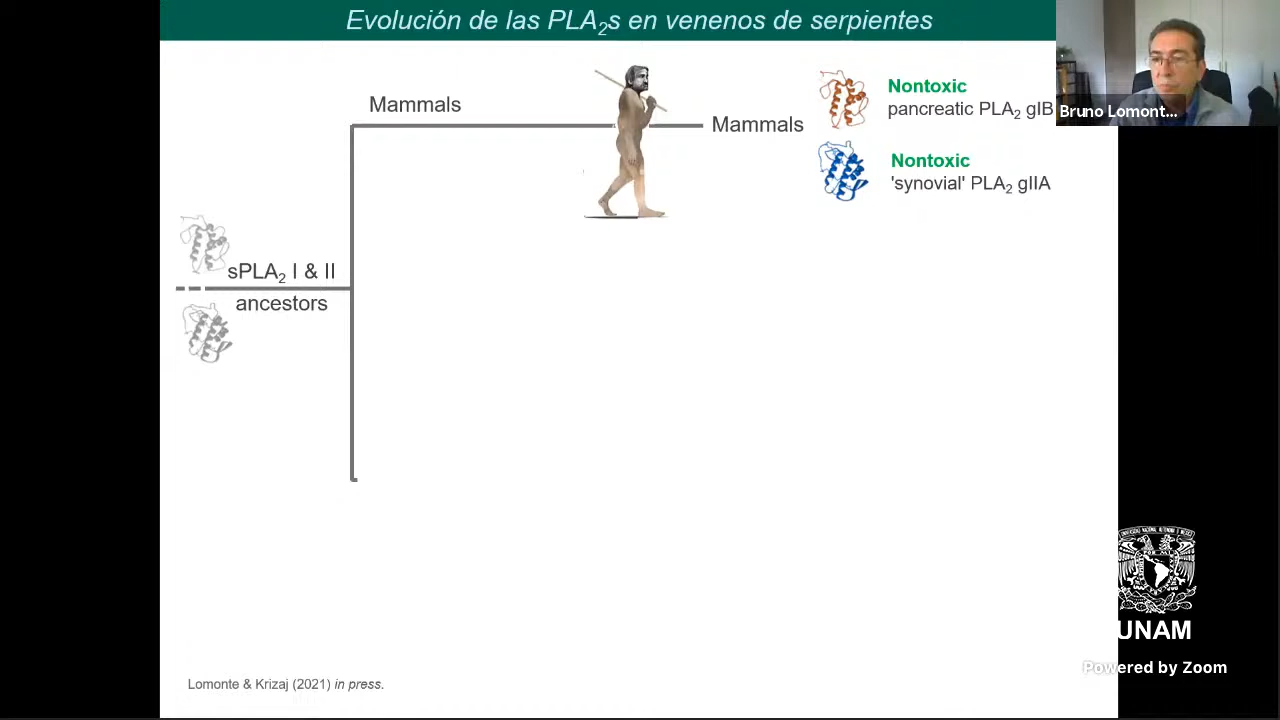 Evolución de las PLA2s en venenos de serpientes
Mammals
Mammals
Nontoxic
pancreatic PLA2 gIB
Nontoxic
'synovial' PLA2 gIIA
sPLA2 I & II
ancestors
Lomonte & Krizaj (2021) in press.
Bruno Lomont...
UNAM
Powered by Zoom